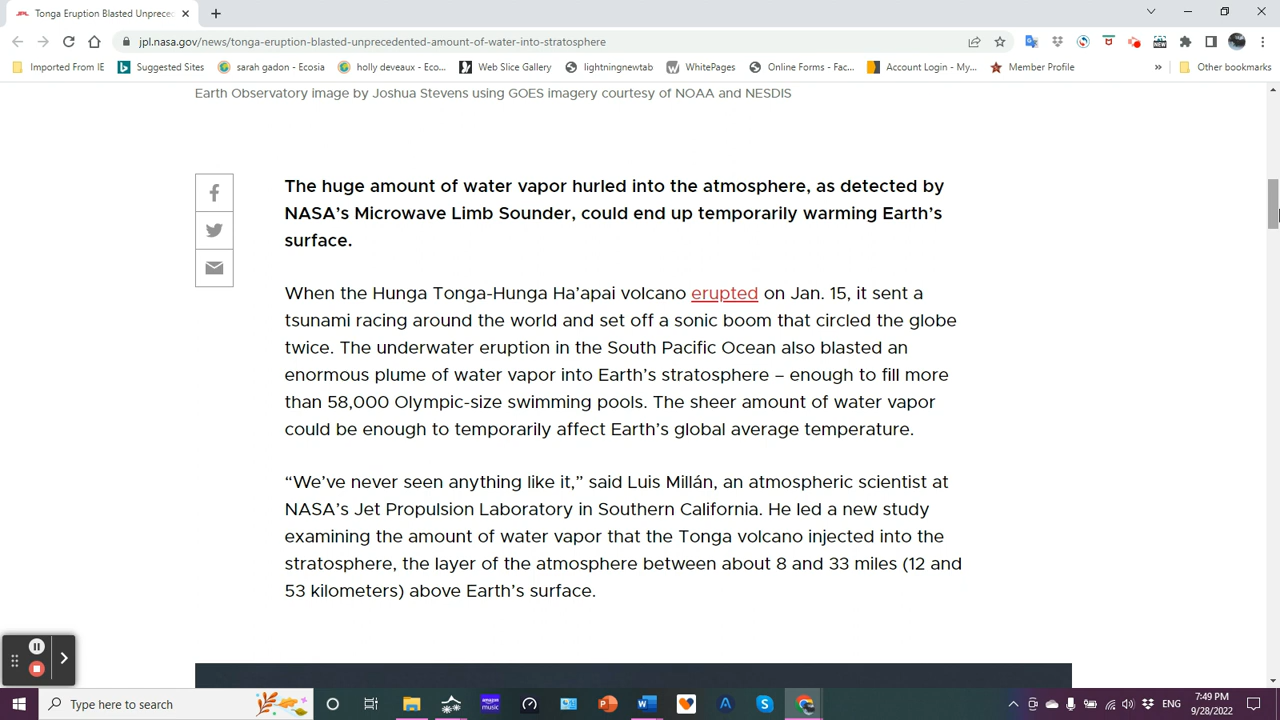 Tonga Eruption Blasted Unprecede
jpl.nasa.gov/news/tonga-eruption-blasted-unprecedented-amount-of-water-into-stratosphere
Imported From IE Suggested Sites sarah gadon - Ecosia holly deveaux - Eco... Web Slice Gallery lightningnewtab WhitePages Online Forms - Fac... Account Login - My... Member Profile » Other bookmarks
Earth Observatory image by Joshua Stevens using GOES imagery courtesy of NOAA and NESDIS
The huge amount of water vapor hurled into the atmosphere, as detected by
NASA’s Microwave Limb Sounder, could end up temporarily warming Earth’s
surface.
When the Hunga Tonga-Hunga Ha’apai volcano erupted on Jan. 15, it sent a
tsunami racing around the world and set off a sonic boom that circled the globe
twice. The underwater eruption in the South Pacific Ocean also blasted an
enormous plume of water vapor into Earth’s stratosphere – enough to fill more
than 58,000 Olympic-size swimming pools. The sheer amount of water vapor
could be enough to temporarily affect Earth’s global average temperature.
“We’ve never seen anything like it,” said Luis Millán, an atmospheric scientist at
NASA’s Jet Propulsion Laboratory in Southern California. He led a new study
examining the amount of water vapor that the Tonga volcano injected into the
stratosphere, the layer of the atmosphere between about 8 and 33 miles (12 and
53 kilometers) above Earth’s surface.
Type here to search
7:49 PM
9/28/2022